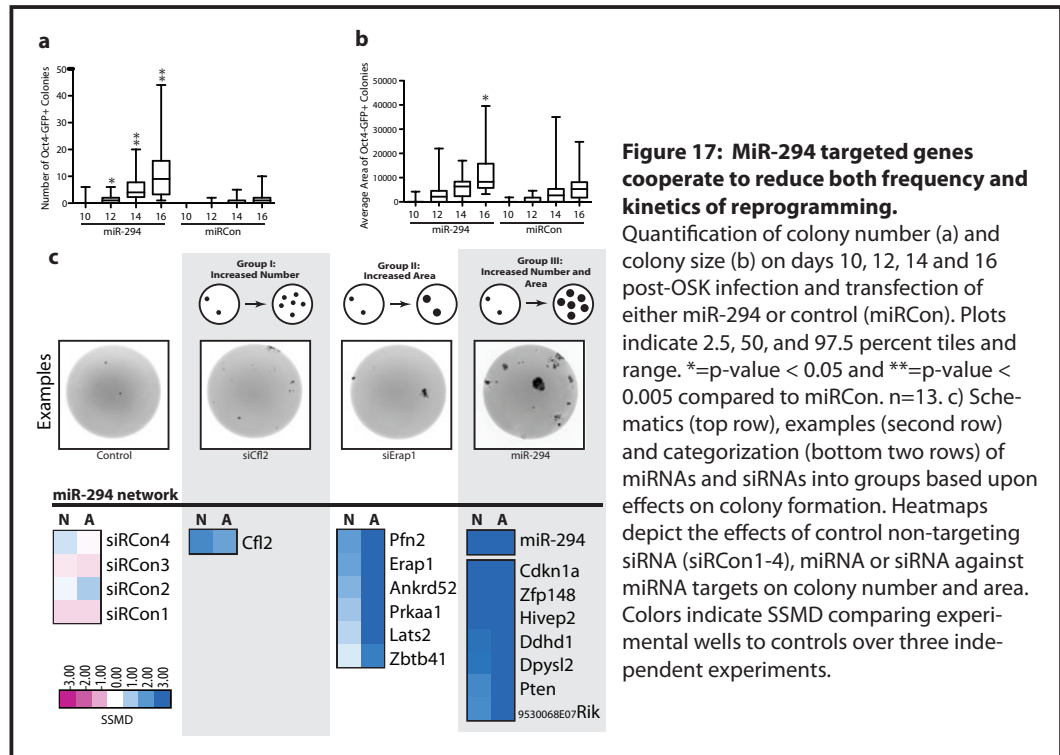 a
Number of Oct4-GFP+ Colonies
50
40
30
20
10
0
*
**
**
10 12 14 16 10 12 14 16
miR-294 miRCon
b
Average Area of Oct4-GFP+ Colonies
50000
40000
30000
20000
10000
0
*
10 12 14 16 10 12 14 16
miR-294 miRCon
c
Group I:
Increased Number
Group II:
Increased Area
Group III:
Increased Number and
Area
Examples
Control
siCfl2
siErap1
miR-294
miR-294 network
N A
siRCon4
siRCon3
siRCon2
siRCon1
N A
Cfl2
N A
Pfn2
Erap1
Ankrd52
Prkaa1
Lats2
Zbtb41
N A
miR-294
Cdkn1a
Zfp148
Hivep2
Ddhd1
Dpysl2
Pten
9530068E07Rik
-3.00 -2.00 -1.00 0.00 1.00 2.00 3.00
SSMD
Figure 17: MiR-294 targeted genes
cooperate to reduce both frequency and
kinetics of reprogramming.
Quantification of colony number (a) and
colony size (b) on days 10, 12, 14 and 16
post-OSK infection and transfection of
either miR-294 or control (miRCon). Plots
indicate 2.5, 50, and 97.5 percent tiles and
range. *=p-value < 0.05 and **=p-value <
0.005 compared to miRCon. n=13. c) Sche-
matics (top row), examples (second row)
and categorization (bottom two rows) of
miRNAs and siRNAs into groups based upon
effects on colony formation. Heatmaps
depict the effects of control non-targeting
siRNA (siRCon1-4), miRNA or siRNA against
miRNA targets on colony number and area.
Colors indicate SSMD comparing experi-
mental wells to controls over three inde-
pendent experiments.